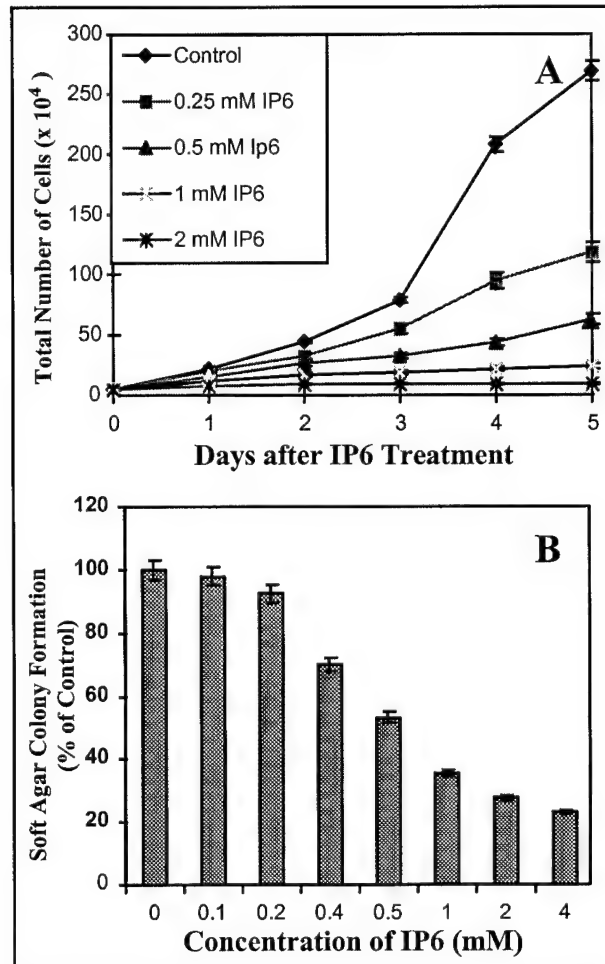 A
Control
0.25 mM IP6
0.5 mM Ip6
1 mM IP6
2 mM IP6
Total Number of Cells (x 10⁴)
300
250
200
150
100
50
0
0 1 2 3 4 5
Days after IP6 Treatment
B
Soft Agar Colony Formation
(% of Control)
120
100
80
60
40
20
0
0 0.1 0.2 0.4 0.5 1 2 4
Concentration of IP6 (mM)